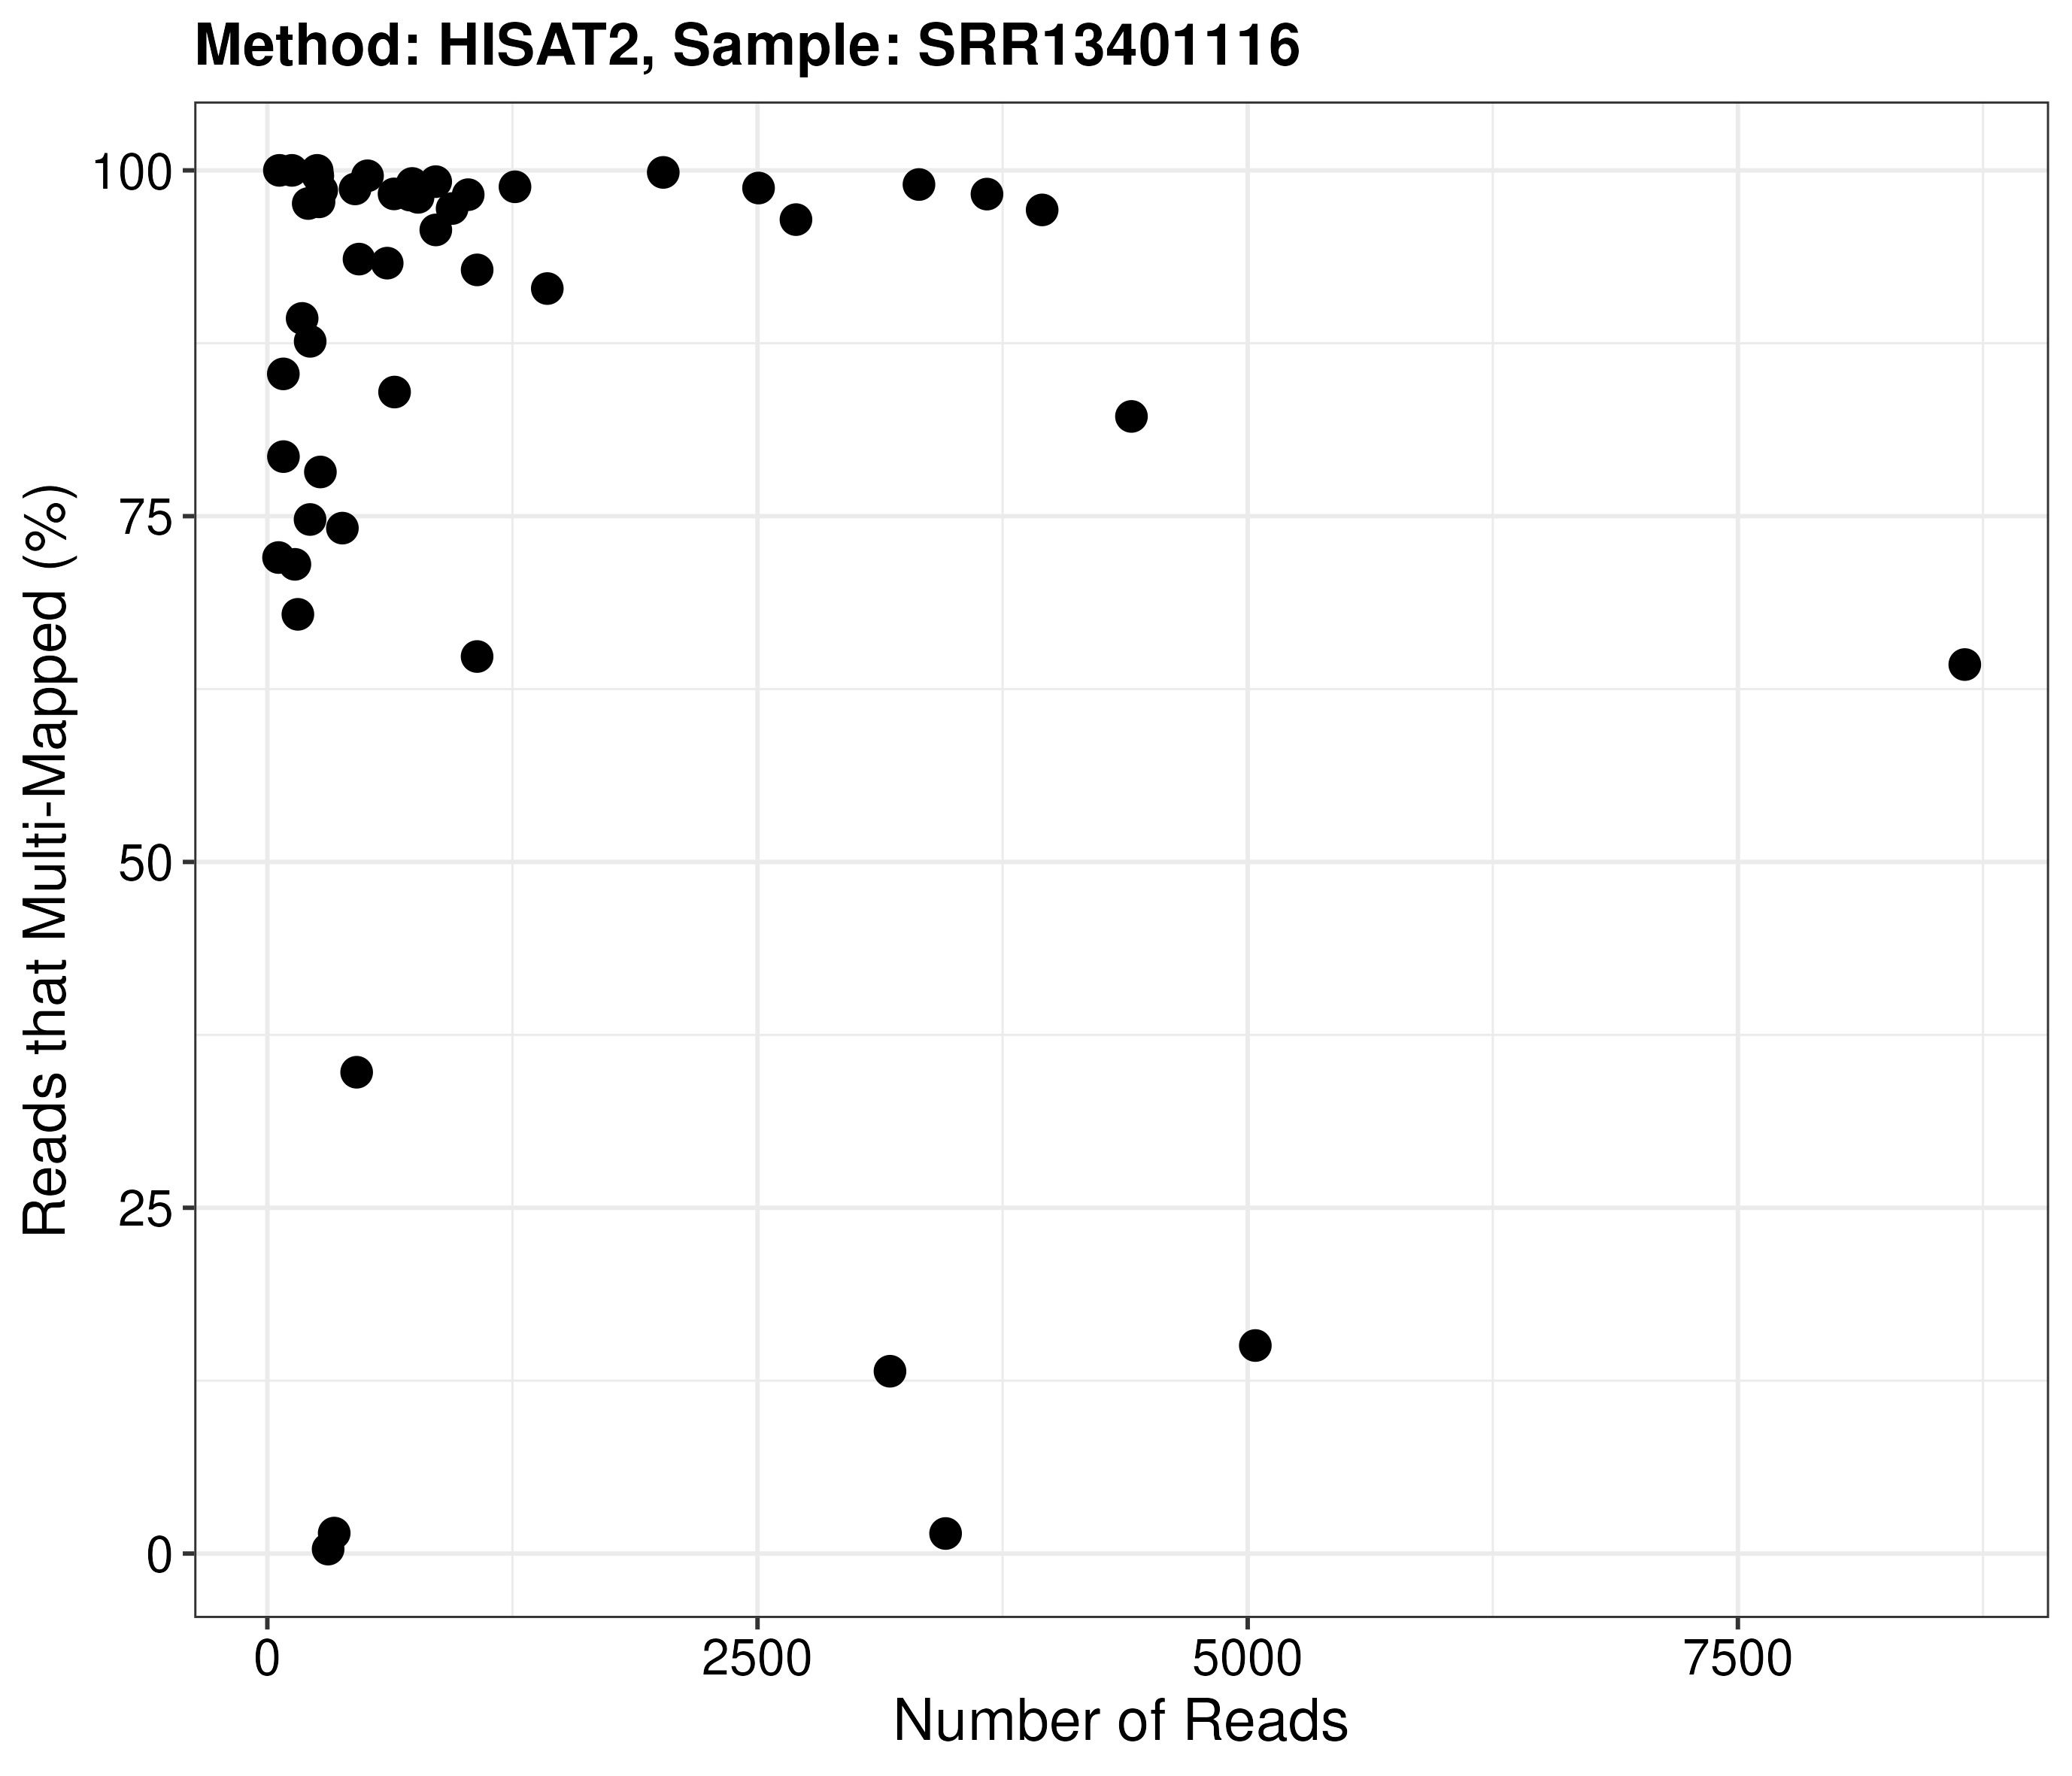 Method: HISAT2, Sample: SRR13401116
Reads that Multi-Mapped (%)
100
75
50
25
0
0 2500 5000 7500
Number of Reads